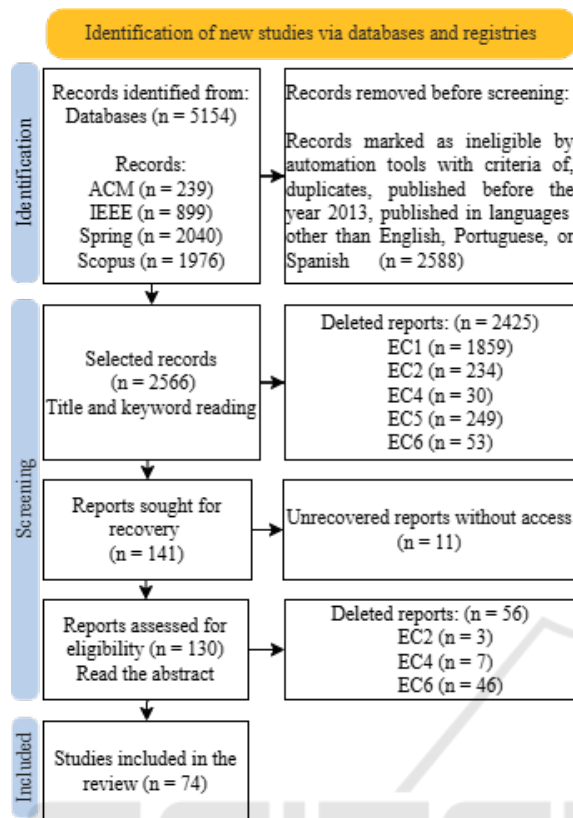 Identification of new studies via databases and registries
Identification
Records identified from:
Databases (n = 5154)
Records:
ACM (n = 239)
IEEE (n = 899)
Spring (n = 2040)
Scopus (n = 1976)
Records removed before screening:
Records marked as ineligible by
automation tools with criteria of,
duplicates, published before the
year 2013, published in languages
other than English, Portuguese, or
Spanish (n = 2588)
Screening
Selected records
(n = 2566)
Title and keyword reading
Deleted reports: (n = 2425)
EC1 (n = 1859)
EC2 (n = 234)
EC4 (n = 30)
EC5 (n = 249)
EC6 (n = 53)
Reports sought for
recovery
(n = 141)
Unrecovered reports without access
(n = 11)
Reports assessed for
eligibility (n = 130)
Read the abstract
Deleted reports: (n = 56)
EC2 (n = 3)
EC4 (n = 7)
EC6 (n = 46)
Included
Studies included in the
review (n = 74)